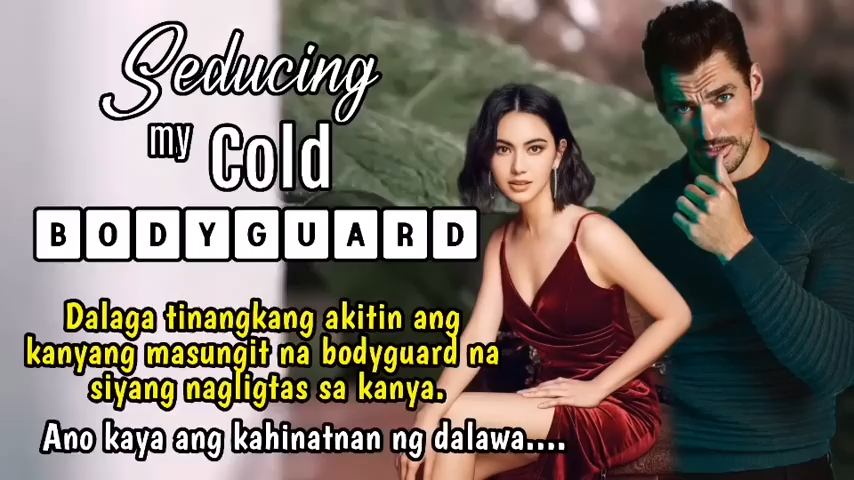 Seducing
my Cold
BODYGUARD
Dalaga tinangkang akitin ang
kanyang masungit na bodyguard na
siyang nagligtas sa kanya.
Ano kaya ang kahinatnan ng dalawa....